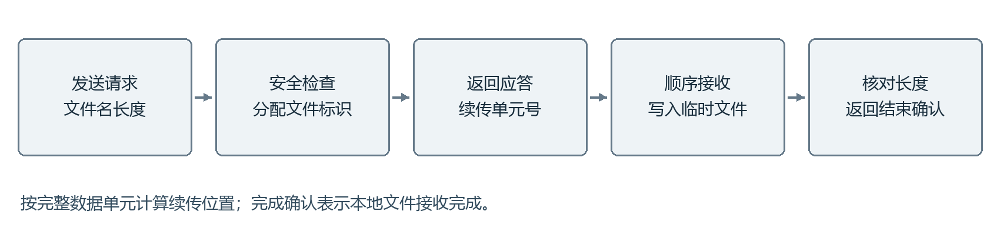 发送请求
文件名长度
安全检查
分配文件标识
返回应答
续传单元号
顺序接收
写入临时文件
核对长度
返回结束确认
按完整数据单元计算续传位置；完成确认表示本地文件接收完成。